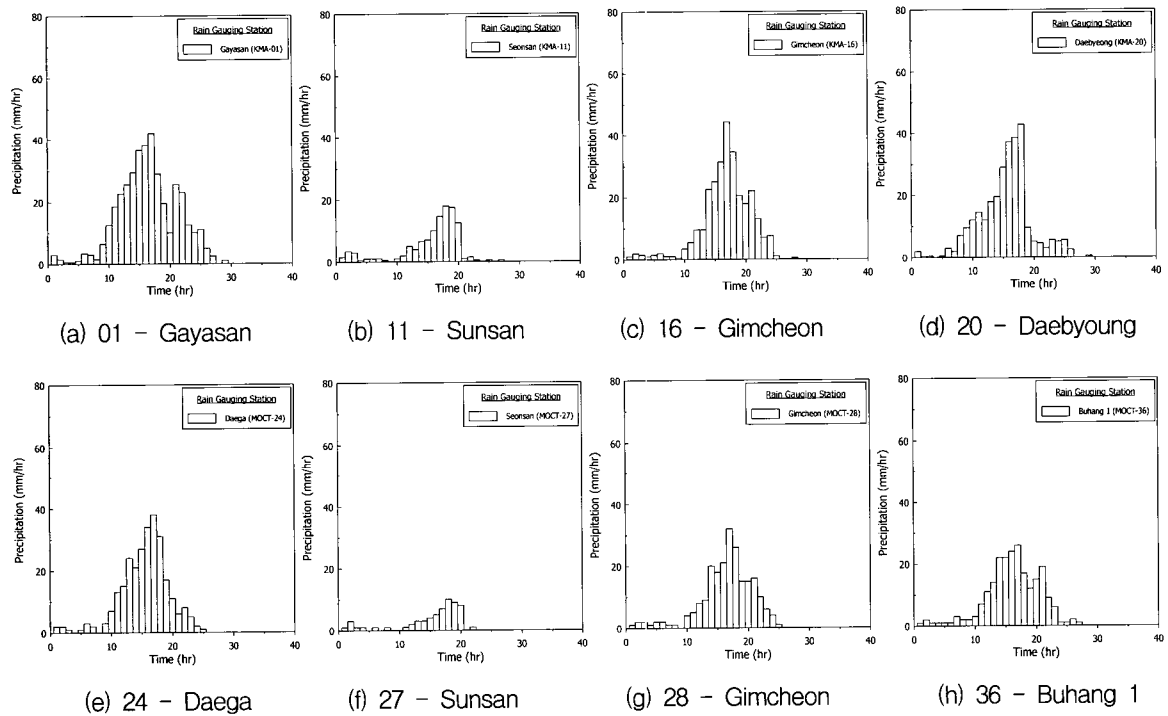 80
60
40
20
0
Precipitation (mm/hr)
Rain Gauging Station
Gayasan (KMA-01)
0 10 20 30 40
Time (hr)
(a) 01 - Gayasan
80
60
40
20
0
Precipitation (mm/hr)
Rain Gauging Station
Seonsan (KMA-11)
0 10 20 30 40
Time (hr)
(b) 11 - Sunsan
80
60
40
20
0
Precipitation (mm/hr)
Rain Gauging Station
Gimcheon (KMA-16)
0 10 20 30 40
Time (hr)
(c) 16 - Gimcheon
80
60
40
20
0
Precipitation (mm/hr)
Rain Gauging Station
Daebyeong (KMA-20)
0 10 20 30 40
Time (hr)
(d) 20 - Daebyoung
80
60
40
20
0
Precipitation (mm/hr)
Rain Gauging Station
Daega (MOCT-24)
0 10 20 30 40
Time (hr)
(e) 24 - Daega
80
60
40
20
0
Precipitation (mm/hr)
Rain Gauging Station
Seonsan (MOCT-27)
0 10 20 30 40
Time (hr)
(f) 27 - Sunsan
80
60
40
20
0
Precipitation (mm/hr)
Rain Gauging Station
Gimcheon (MOCT-28)
0 10 20 30 40
Time (hr)
(g) 28 - Gimcheon
80
60
40
20
0
Precipitation (mm/hr)
Rain Gauging Station
Buhang 1 (MOCT-36)
0 10 20 30 40
Time (hr)
(h) 36 - Buhang 1